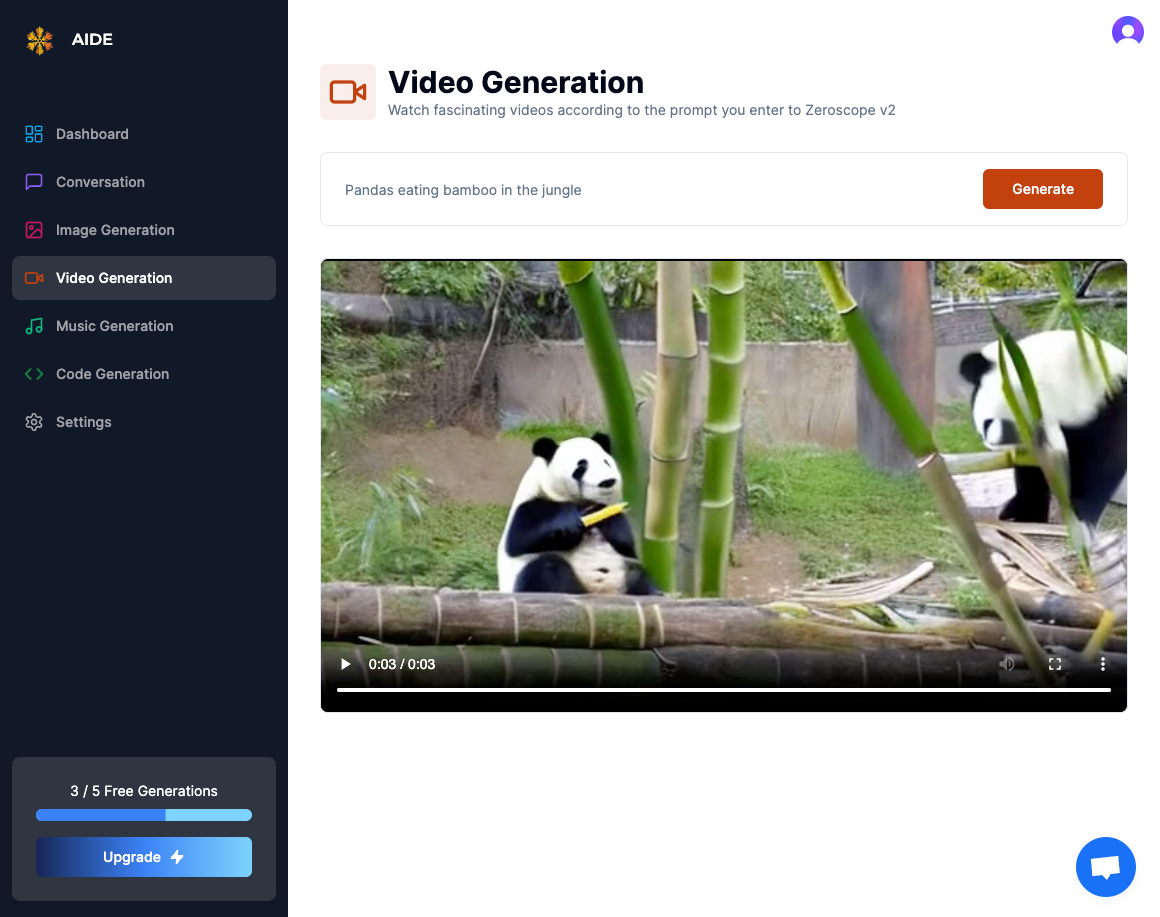 AIDE
Dashboard
Conversation
Image Generation
Video Generation
Music Generation
Code Generation
Settings
3 / 5 Free Generations
Upgrade
Video Generation
Watch fascinating videos according to the prompt you enter to Zeroscope v2
Pandas eating bamboo in the jungle
Generate
0:03 / 0:03